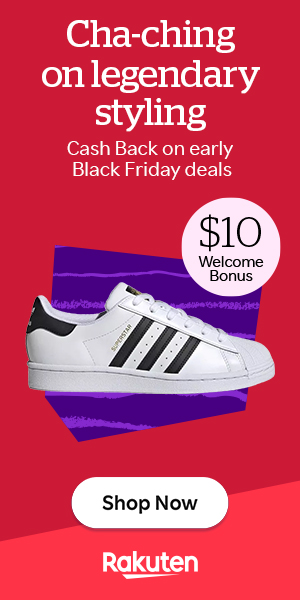 Cha-ching
on legendary
styling
Cash Back on early
Black Friday deals
$10
Welcome
Bonus
SUPERSTAR
Shop Now
Rakuten